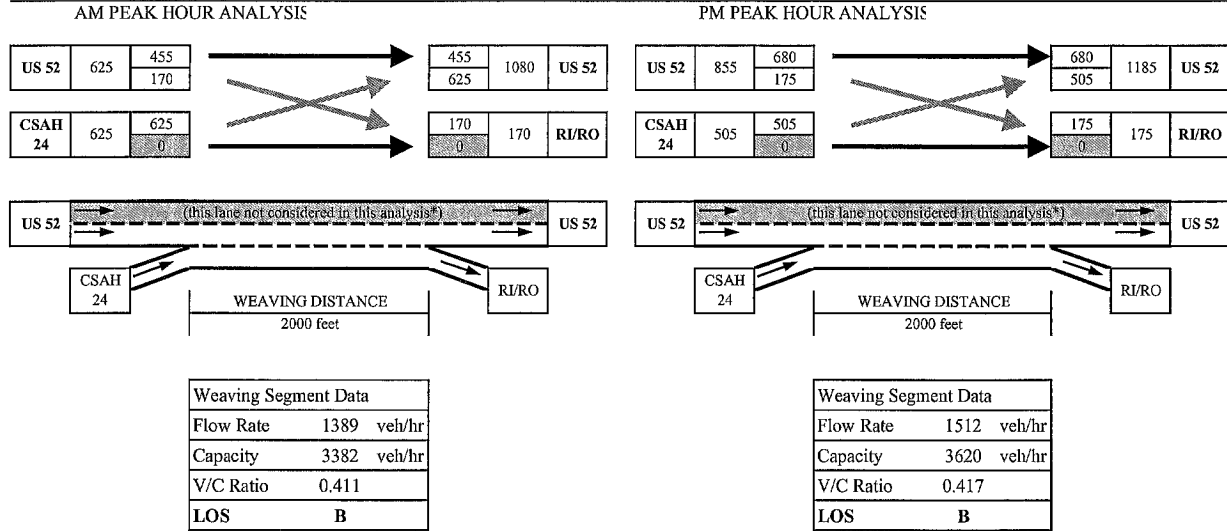 AM PEAK HOUR ANALYSIS
US 52 625 455 170
455 625 1080 US 52
CSAH 24 625 625 0
170 0 170 RI/RO
US 52 (this lane not considered in this analysis*) US 52
CSAH 24
RI/RO
WEAVING DISTANCE
2000 feet
Weaving Segment Data
Flow Rate 1389 veh/hr
Capacity 3382 veh/hr
V/C Ratio 0.411
LOS B
PM PEAK HOUR ANALYSIS
US 52 855 680 175
680 505 1185 US 52
CSAH 24 505 505 0
175 0 175 RI/RO
US 52 (this lane not considered in this analysis*) US 52
CSAH 24
RI/RO
WEAVING DISTANCE
2000 feet
Weaving Segment Data
Flow Rate 1512 veh/hr
Capacity 3620 veh/hr
V/C Ratio 0.417
LOS B